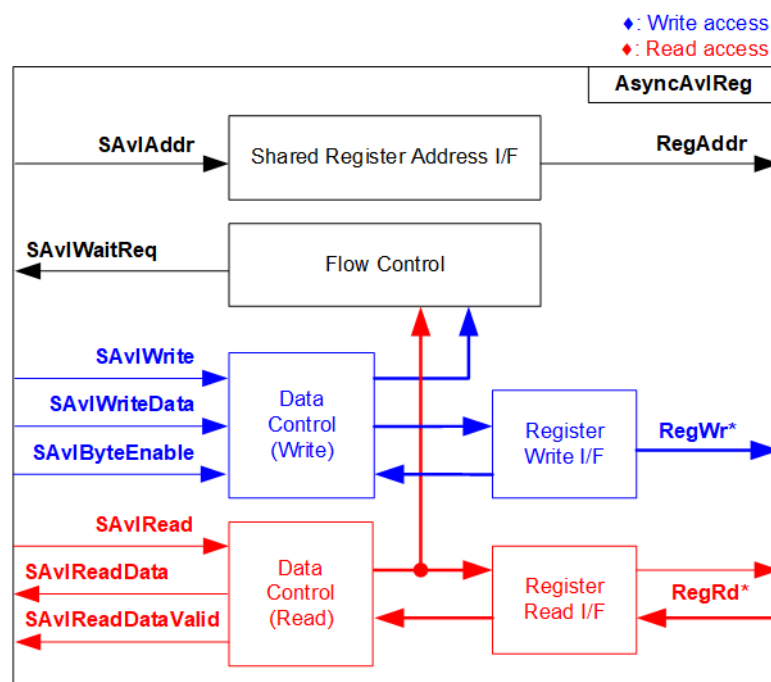 ♦: Write access
♦: Read access
AsyncAvlReg
SAvlAddr
Shared Register Address I/F
RegAddr
SAvlWaitReq
Flow Control
SAvlWrite
SAvlWriteData
SAvlByteEnable
Data
Control
(Write)
Register
Write I/F
RegWr*
SAvlRead
SAvlReadData
SAvlReadDataValid
Data
Control
(Read)
Register
Read I/F
RegRd*